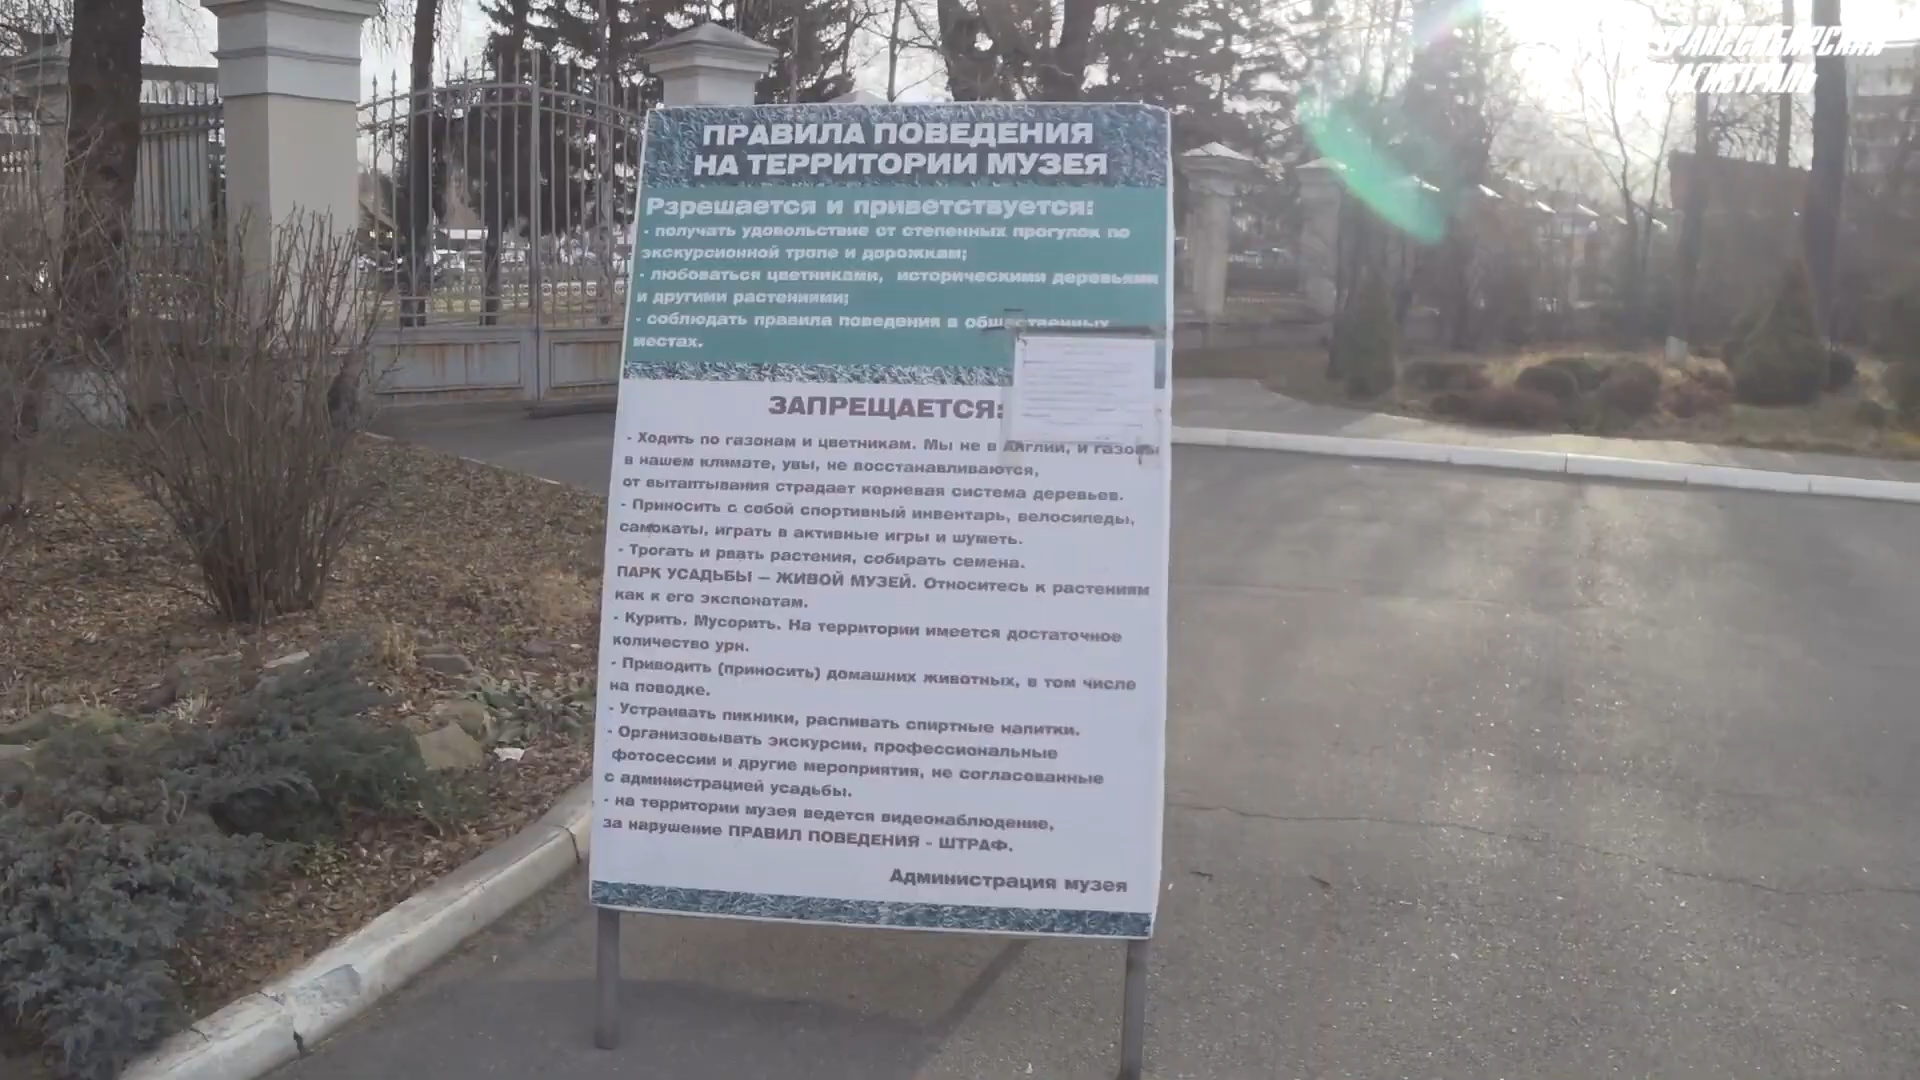 ТРАНССИБИРСКАЯ
МАГИСТРАЛЬ
ПРАВИЛА ПОВЕДЕНИЯ
НА ТЕРРИТОРИИ МУЗЕЯ
Рзрешается и приветствуется:
- получать удовольствие от степенных прогулок по
экскурсионной тропе и дорожкам;
- любоваться цветниками, историческими деревьями
и другими растениями;
- соблюдать правила поведения в общественных
местах.
ЗАПРЕЩАЕТСЯ:
- Ходить по газонам и цветникам. Мы не в Англии, и газоны
в нашем климате, увы, не восстанавливаются,
от вытаптывания страдает корневая система деревьев.
- Приносить с собой спортивный инвентарь, велосипеды,
самокаты, играть в активные игры и шуметь.
- Трогать и рвать растения, собирать семена.
ПАРК УСАДЬБЫ – ЖИВОЙ МУЗЕЙ. Относитесь к растениям
как к его экспонатам.
- Курить. Мусорить. На территории имеется достаточное
количество урн.
- Приводить (приносить) домашних животных, в том числе
на поводке.
- Устраивать пикники, распивать спиртные напитки.
- Организовывать экскурсии, профессиональные
фотосессии и другие мероприятия, не согласованные
с администрацией усадьбы.
- на территории музея ведется видеонаблюдение,
за нарушение ПРАВИЛ ПОВЕДЕНИЯ - ШТРАФ.
Администрация музея